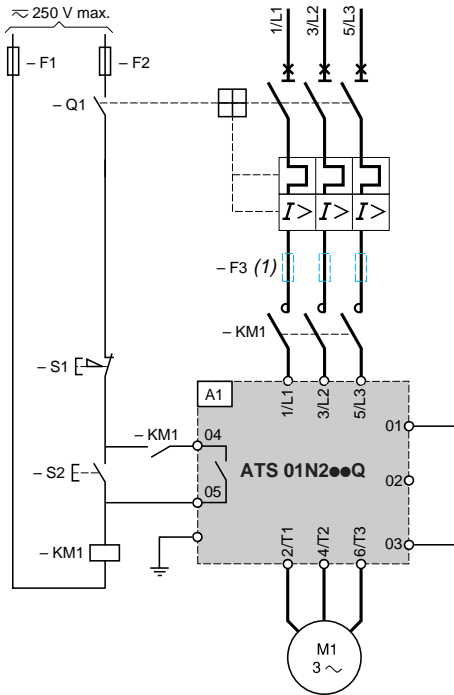 ⏦ 250 V max.
1/L1
3/L2
5/L3
– F1
– F2
– Q1
I> I> I>
– F3 (1)
– KM1
– S1
A1
1/L1
3/L2
5/L3
– KM1
04
01
ATS 01N2●●Q
– S2
02
05
– KM1
2/T1
4/T2
6/T3
03
M1
3 ∼